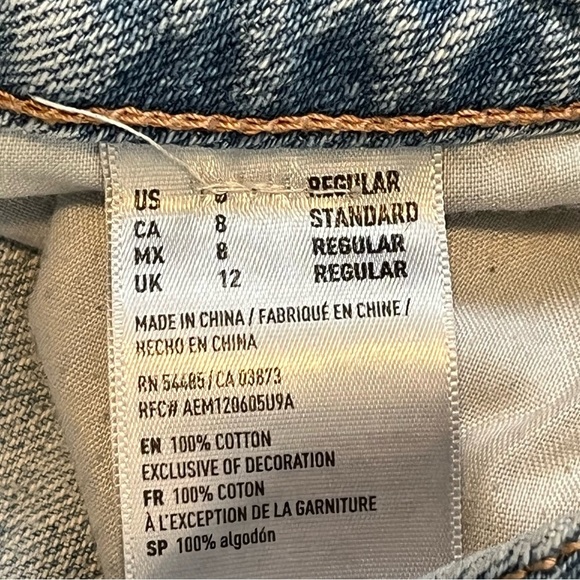 US 8 REGULAR
CA 8 STANDARD
MX 8 REGULAR
UK 12 REGULAR
MADE IN CHINA / FABRIQUÉ EN CHINE /
HECHO EN CHINA
RN 54485 / CA 03873
RFC# AEM120605U9A
EN 100% COTTON
EXCLUSIVE OF DECORATION
FR 100% COTON
À L'EXCEPTION DE LA GARNITURE
SP 100% algodón